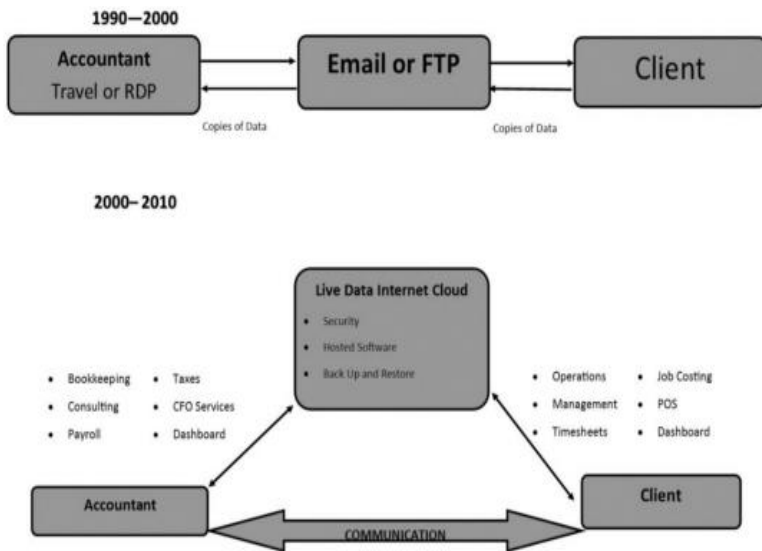 1990—2000
Accountant
Travel or RDP
Email or FTP
Client
Copies of Data
Copies of Data
2000–2010
Live Data Internet Cloud
• Security
• Hosted Software
• Back Up and Restore
• Bookkeeping • Taxes
• Consulting • CFO Services
• Payroll • Dashboard
• Operations • Job Costing
• Management • POS
• Timesheets • Dashboard
Accountant
Client
COMMUNICATION